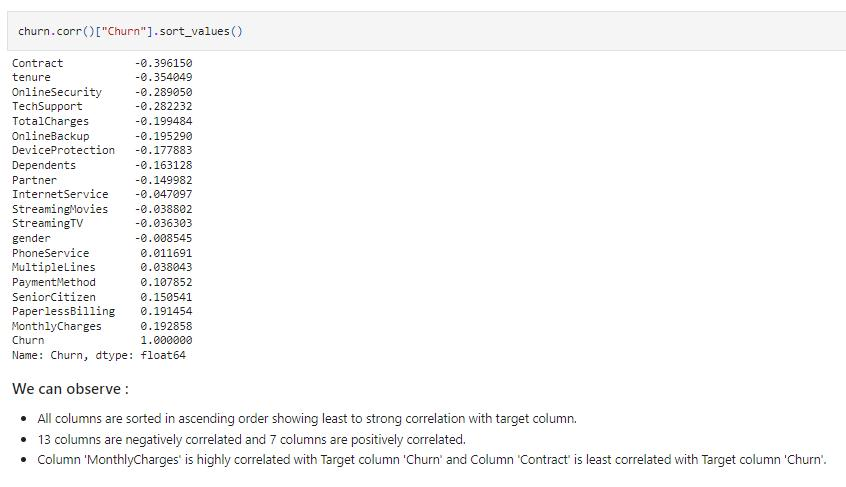 churn.corr()["Churn"].sort_values()
Contract -0.396150
tenure -0.354049
OnlineSecurity -0.289050
TechSupport -0.282232
TotalCharges -0.199484
OnlineBackup -0.195290
DeviceProtection -0.177883
Dependents -0.163128
Partner -0.149982
InternetService -0.047097
StreamingMovies -0.038802
StreamingTV -0.036303
gender -0.008545
PhoneService 0.011691
MultipleLines 0.038043
PaymentMethod 0.107852
SeniorCitizen 0.150541
PaperlessBilling 0.191454
MonthlyCharges 0.192858
Churn 1.000000
Name: Churn, dtype: float64
We can observe :
• All columns are sorted in ascending order showing least to strong correlation with target column.
• 13 columns are negatively correlated and 7 columns are positively correlated.
• Column 'MonthlyCharges' is highly correlated with Target column 'Churn' and Column 'Contract' is least correlated with Target column 'Churn'.